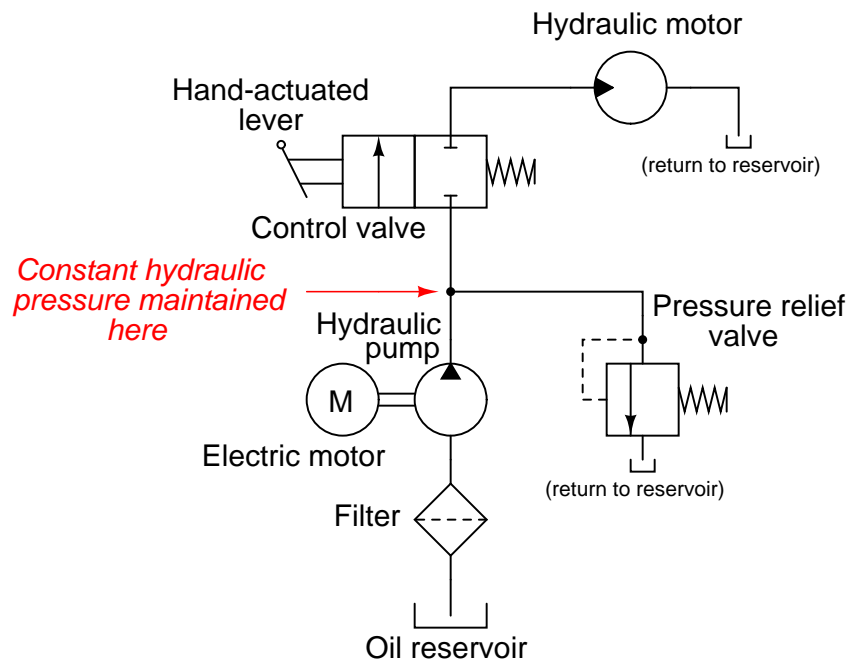 Hydraulic motor
Hand-actuated
lever
(return to reservoir)
Control valve
Constant hydraulic
pressure maintained
here
Hydraulic
pump
Pressure relief
valve
M
Electric motor
(return to reservoir)
Filter
Oil reservoir